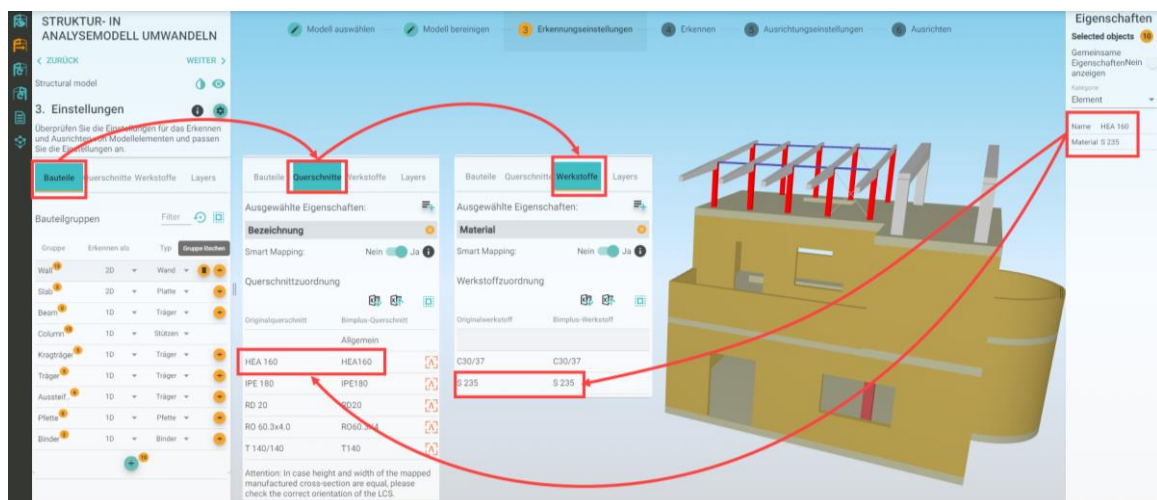 STRUKTUR- IN
ANALYSEMODELL UMWANDELN
< ZURÜCK WEITER >
Structural model
3. Einstellungen
Überprüfen Sie die Einstellungen für das Erkennen
und Ausrichten von Modellelementen und passen
Sie die Einstellungen an.
Bauteile Querschnitte Werkstoffe Layers
Bauteilgruppen Filter
Gruppe Erkennen als Typ Gruppe löschen
Wall 2D Wand
Slab 2D Platte
Beam 1D Träger
Column 1D Stützen
Kragträger 1D Träger
Träger 1D Träger
Aussteif.. 1D Träger
Pfette 1D Pfette
Binder 1D Binder
Modell auswählen
Modell bereinigen
3 Erkennungseinstellungen
4 Erkennen
5 Ausrichtungseinstellungen
6 Ausrichten
Bauteile Querschnitte Werkstoffe Layers
Ausgewählte Eigenschaften:
Bezeichnung
Smart Mapping: Nein Ja
Querschnittzuordnung
Originalquerschnitt Bimplus-Querschnitt
Allgemein
HEA 160 HEA160
IPE 180 IPE180
RD 20 RD20
RO 60.3x4.0 RO60.3X4
T 140/140 T140
Attention: In case height and width of the mapped
manufactured cross-section are equal, please
check the correct orientation of the LCS.
Bauteile Querschnitte Werkstoffe Layers
Ausgewählte Eigenschaften:
Material
Smart Mapping: Nein Ja
Werkstoffzuordnung
Originalwerkstoff Bimplus-Werkstoff
C30/37 C30/37
S 235 S 235
Eigenschaften
Selected objects 10
Gemeinsame
EigenschaftenNein
anzeigen
Kategorie
Element
Name HEA 160
Material S 235